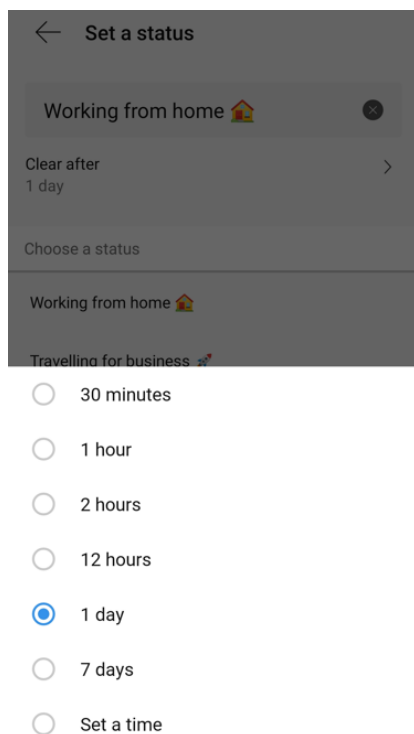 Set a status
Working from home 🏠
Clear after
1 day
Choose a status
Working from home 🏠
Travelling for business 🚀
30 minutes
1 hour
2 hours
12 hours
1 day
7 days
Set a time